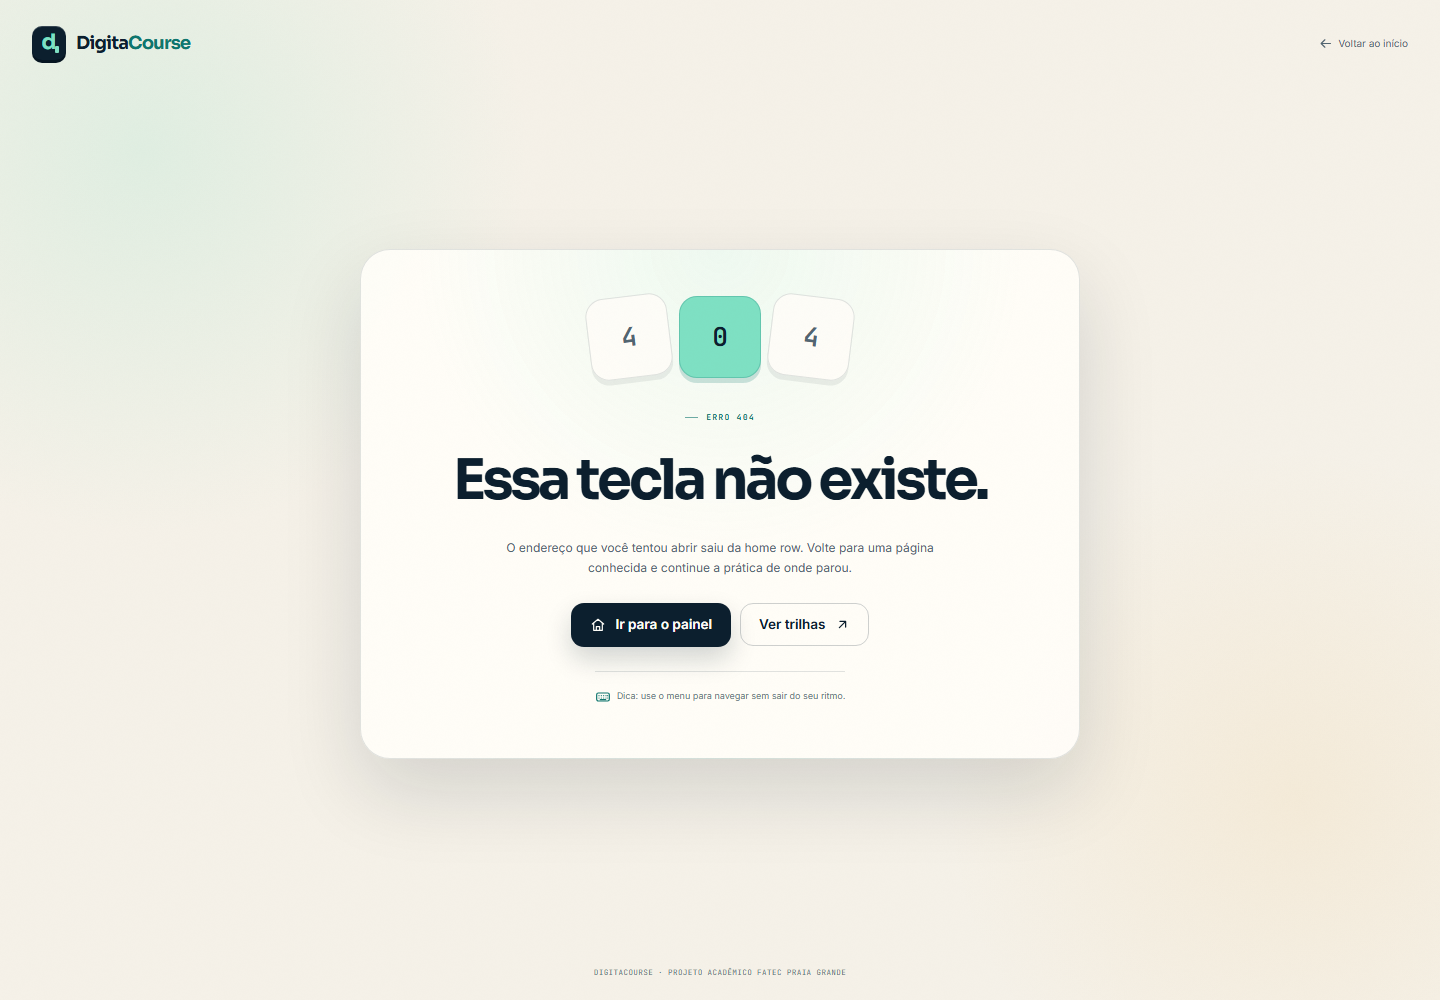 DigitaCourse
Voltar ao início
4 0 4
ERRO 404
Essa tecla não existe.
O endereço que você tentou abrir saiu da home row. Volte para uma página
conhecida e continue a prática de onde parou.
Ir para o painel
Ver trilhas
Dica: use o menu para navegar sem sair do seu ritmo.
DIGITACOURSE · PROJETO ACADÊMICO FATEC PRAIA GRANDE